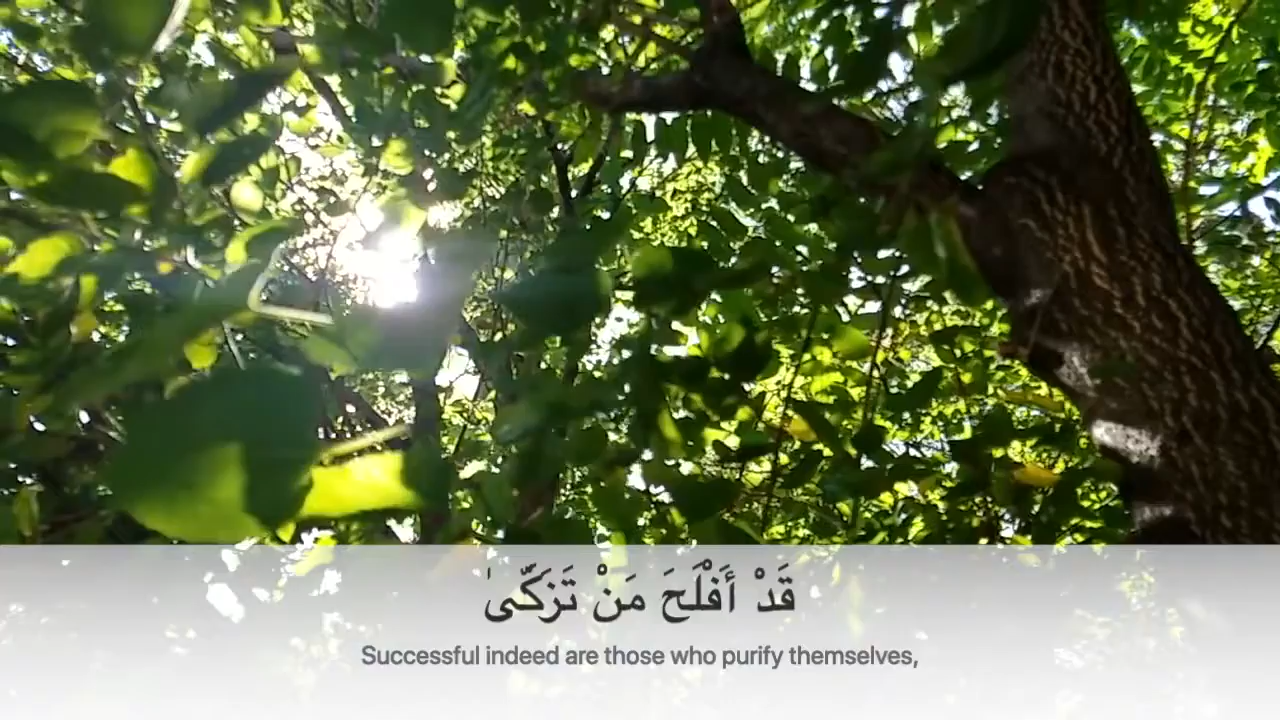 قَدْ أَفْلَحَ مَنْ تَزَكَّىٰ
Successful indeed are those who purify themselves,